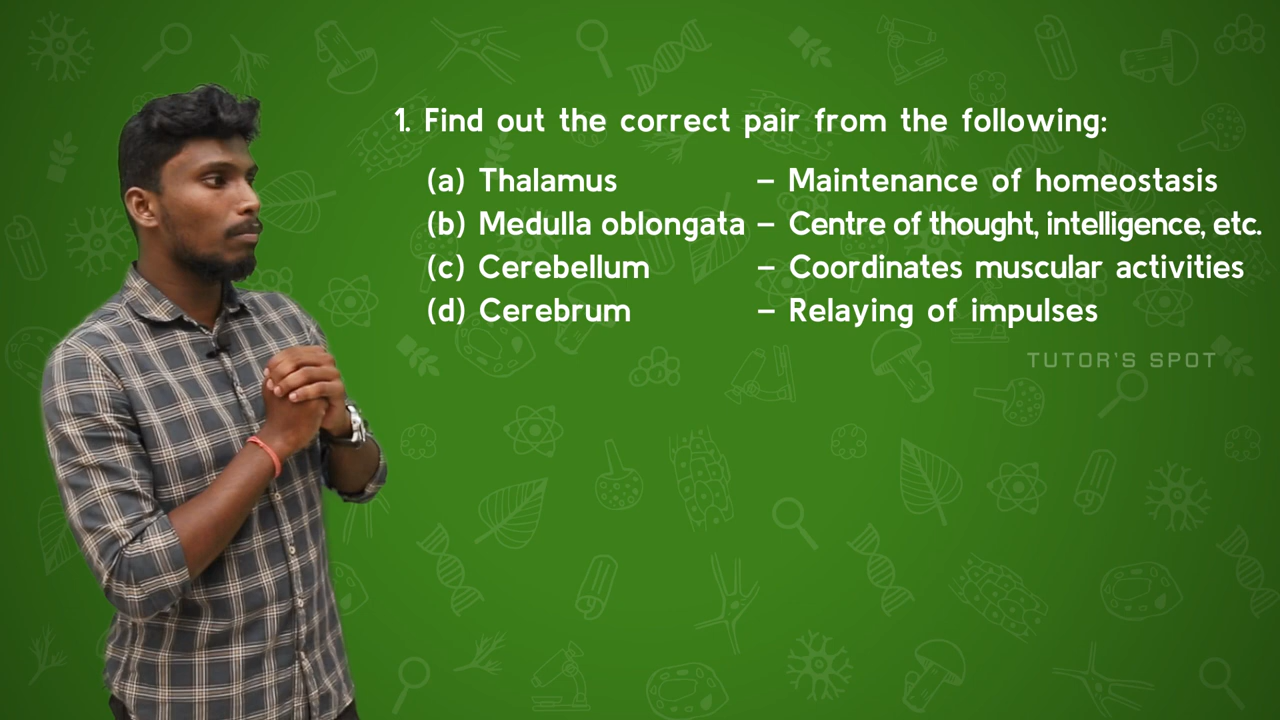 1. Find out the correct pair from the following:
(a) Thalamus – Maintenance of homeostasis
(b) Medulla oblongata – Centre of thought, intelligence, etc.
(c) Cerebellum – Coordinates muscular activities
(d) Cerebrum – Relaying of impulses
TUTOR'S SPOT